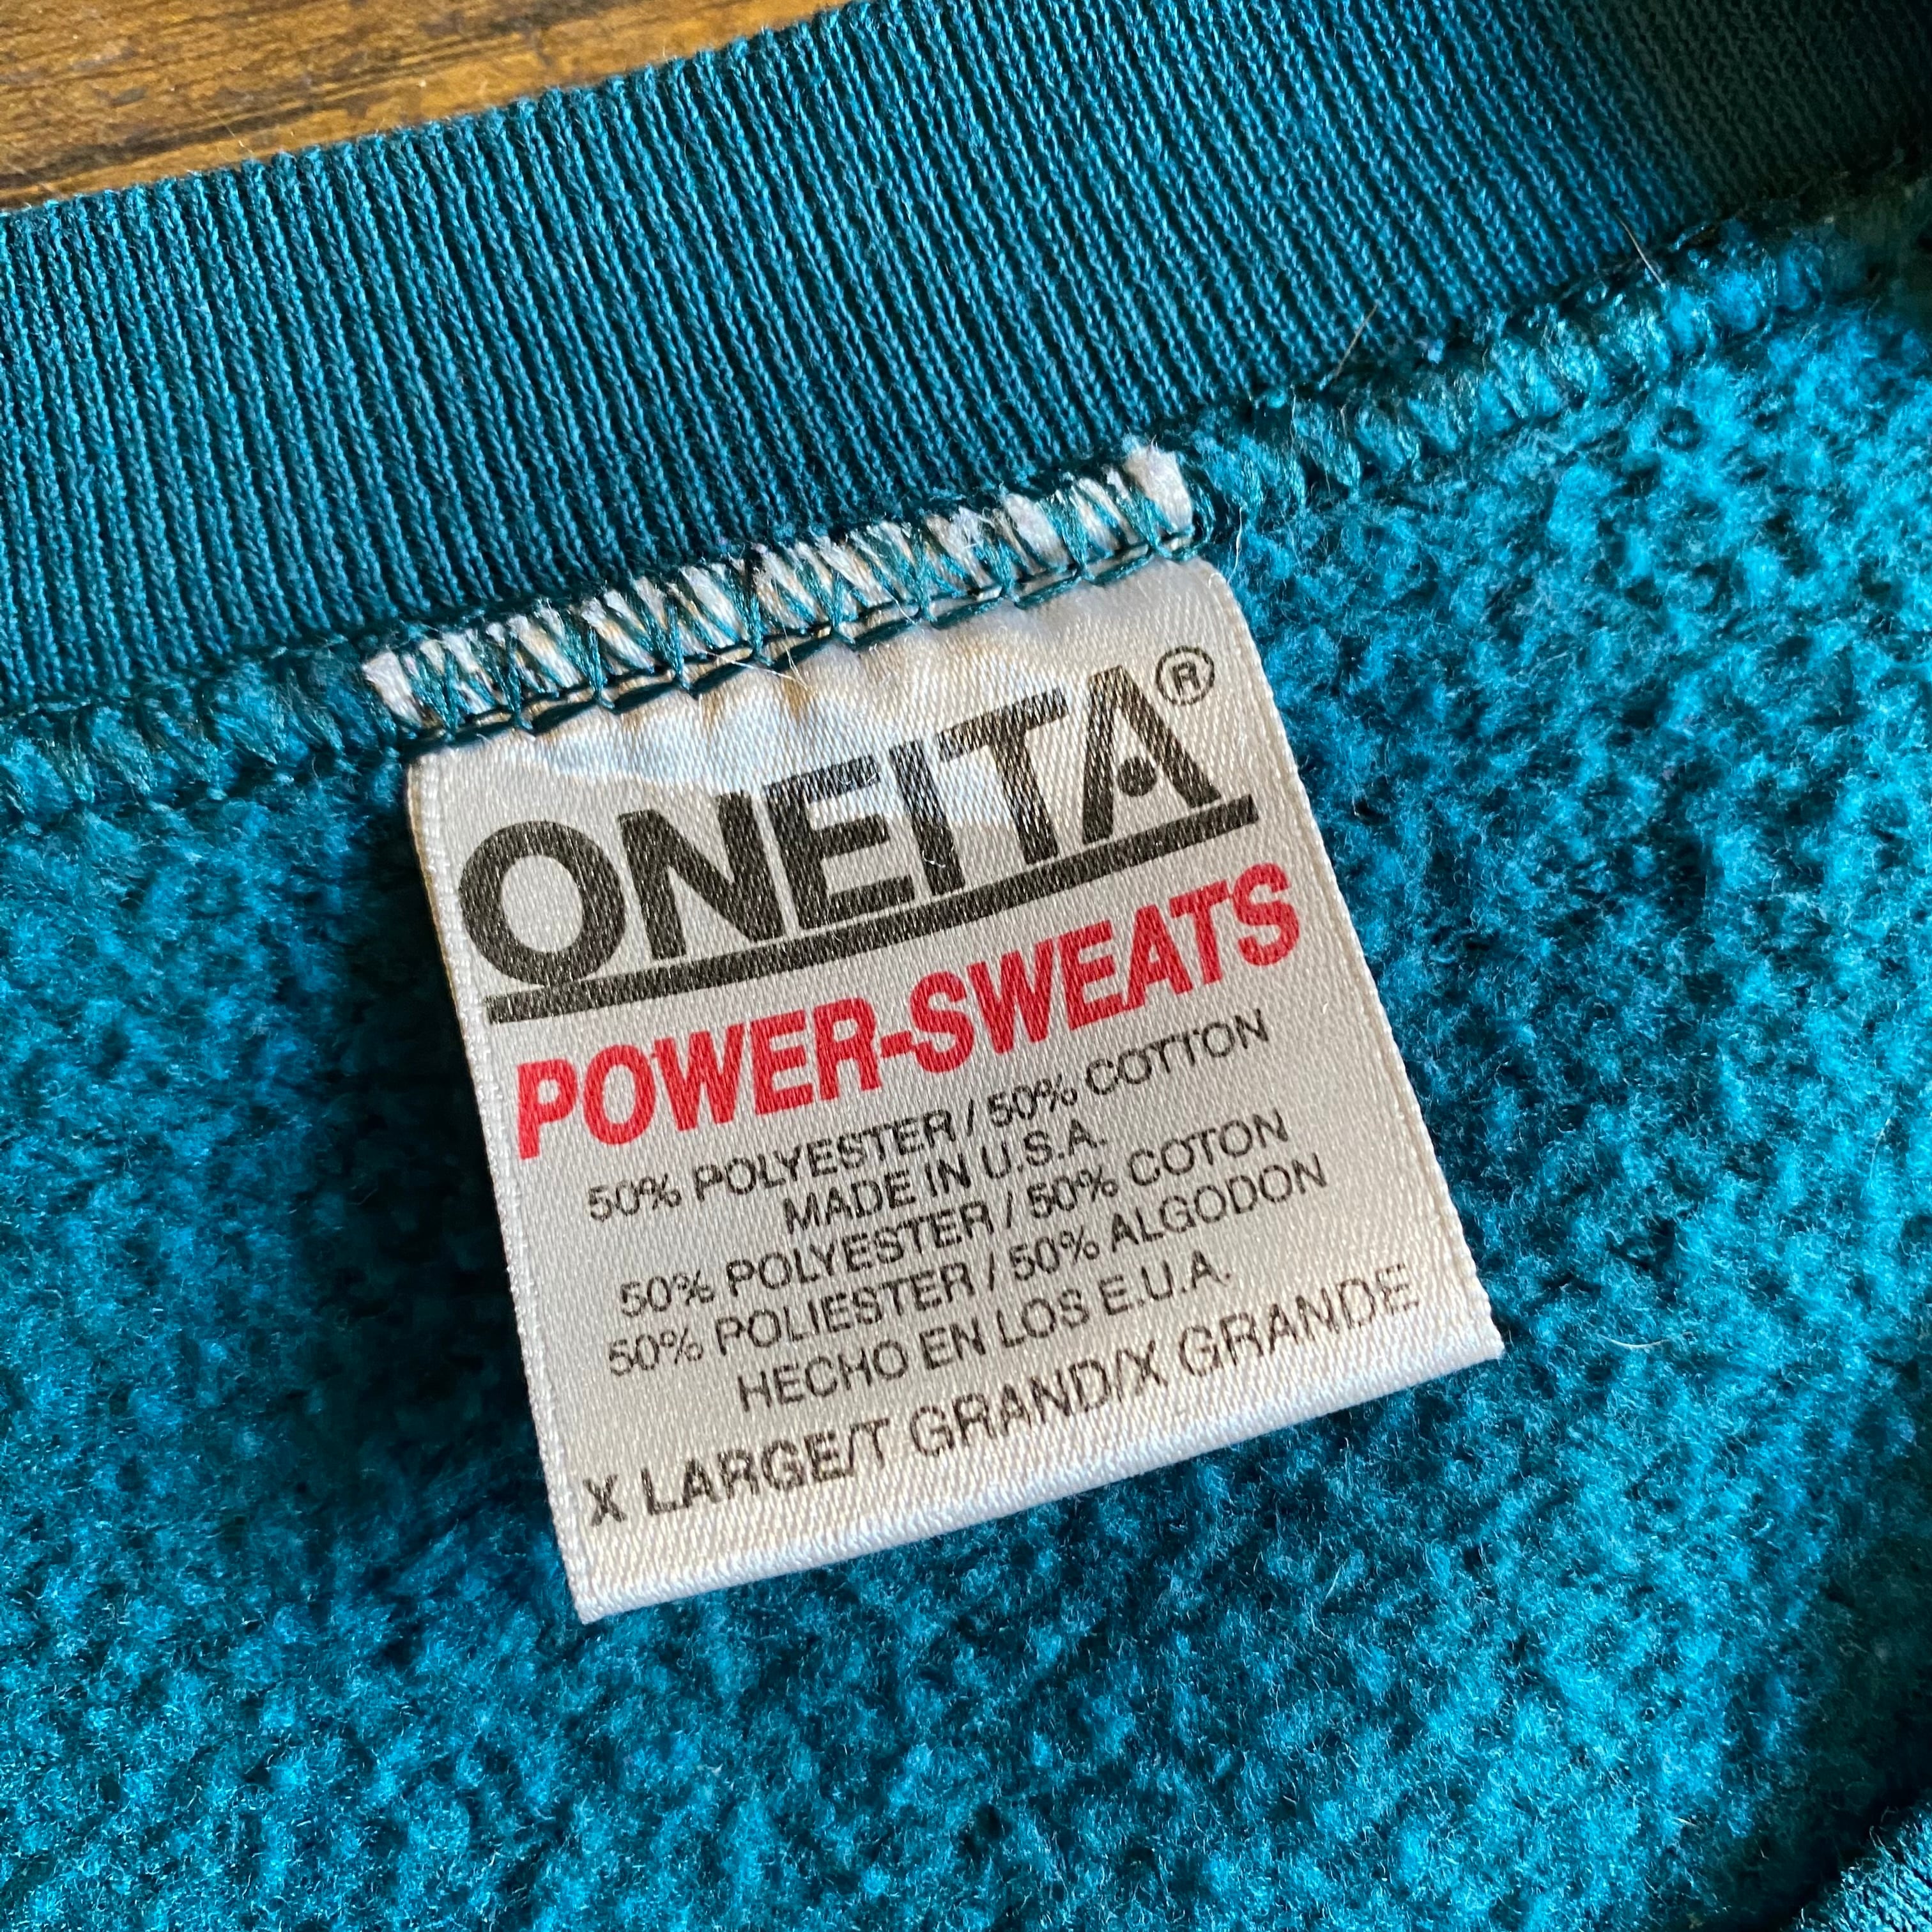 ONEITA®
POWER-SWEATS
50% POLYESTER / 50% COTTON
MADE IN U.S.A.
50% POLYESTER / 50% COTON
50% POLIESTER / 50% ALGODON
HECHO EN LOS E.U.A.
X LARGE/T GRAND/X GRANDE